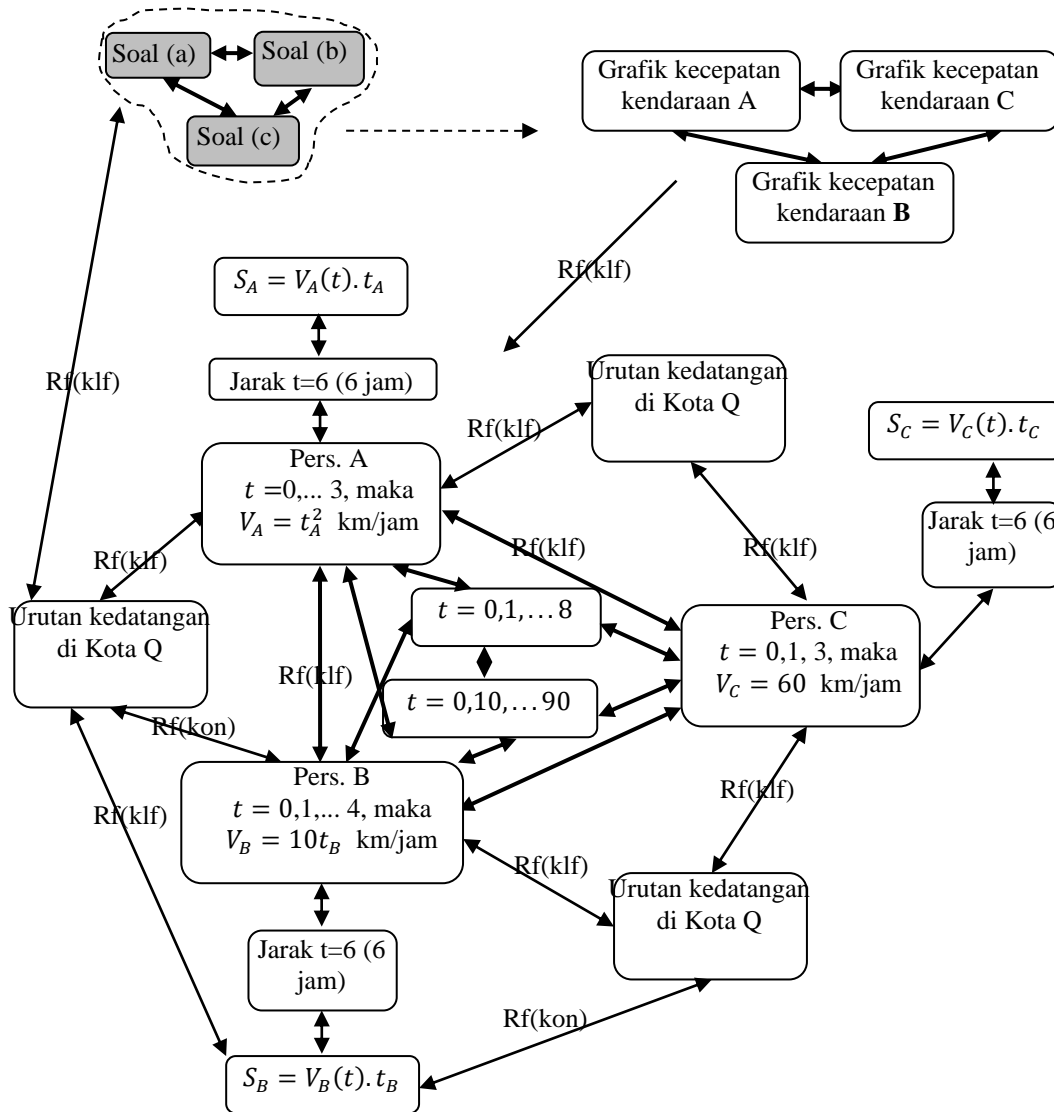 Soal (a)
Soal (b)
Soal (c)
Grafik kecepatan
kendaraan A
Grafik kecepatan
kendaraan C
Grafik kecepatan
kendaraan B
Rf(klf)
S_A = V_A(t). t_A
Rf(klf)
Jarak t=6 (6 jam)
Urutan kedatangan
di Kota Q
Rf(klf)
S_C = V_C(t). t_C
Pers. A
t =0,... 3, maka
V_A = t_A^2 km/jam
Jarak t=6 (6
jam)
Rf(klf)
Rf(klf)
Rf(klf)
Urutan kedatangan
di Kota Q
t = 0,1, … 8
Pers. C
t = 0,1, 3, maka
V_C = 60 km/jam
Rf(klf)
t = 0,10, … 90
Rf(kon)
Pers. B
t = 0,1,... 4, maka
V_B = 10t_B km/jam
Rf(klf)
Rf(klf)
Rf(klf)
Urutan kedatangan
di Kota Q
Jarak t=6 (6
jam)
Rf(kon)
S_B = V_B(t). t_B